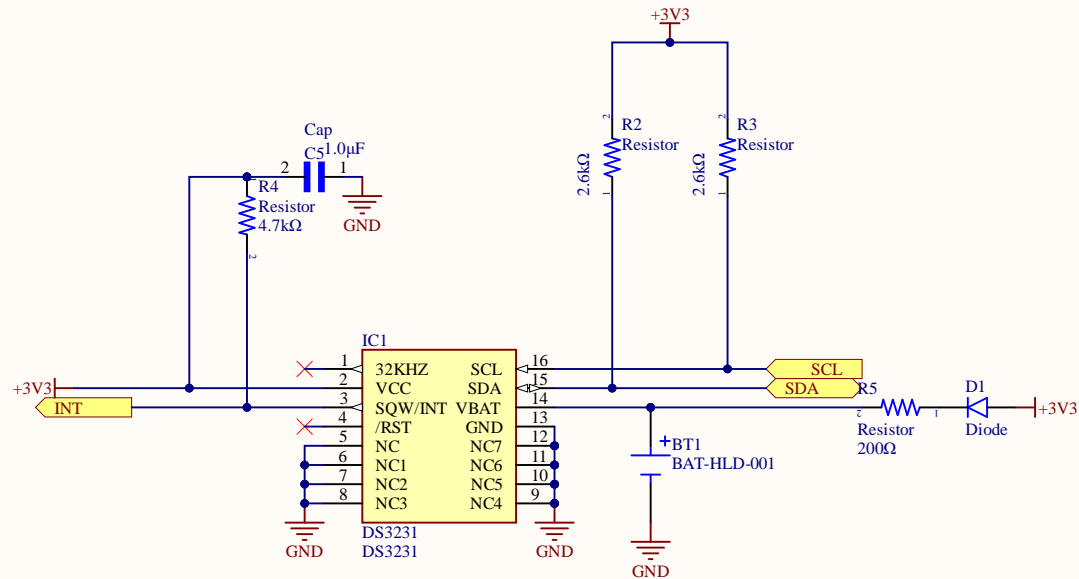 +3V3
Cap
C5
1.0µF
2
1
R4
Resistor
4.7kΩ
1
2
GND
2
R2
Resistor
2.6kΩ
1
2
R3
Resistor
2.6kΩ
1
IC1
1
32KHZ
SCL
16
SCL
+3V3
2
VCC
SDA
15
SDA
INT
3
SQW/INT
VBAT
14
4
/RST
GND
13
5
NC
NC7
12
6
NC1
NC6
11
7
NC2
NC5
10
8
NC3
NC4
9
DS3231
DS3231
GND
GND
+
BT1
BAT-HLD-001
GND
R5
2
1
Resistor
200Ω
D1
Diode
+3V3